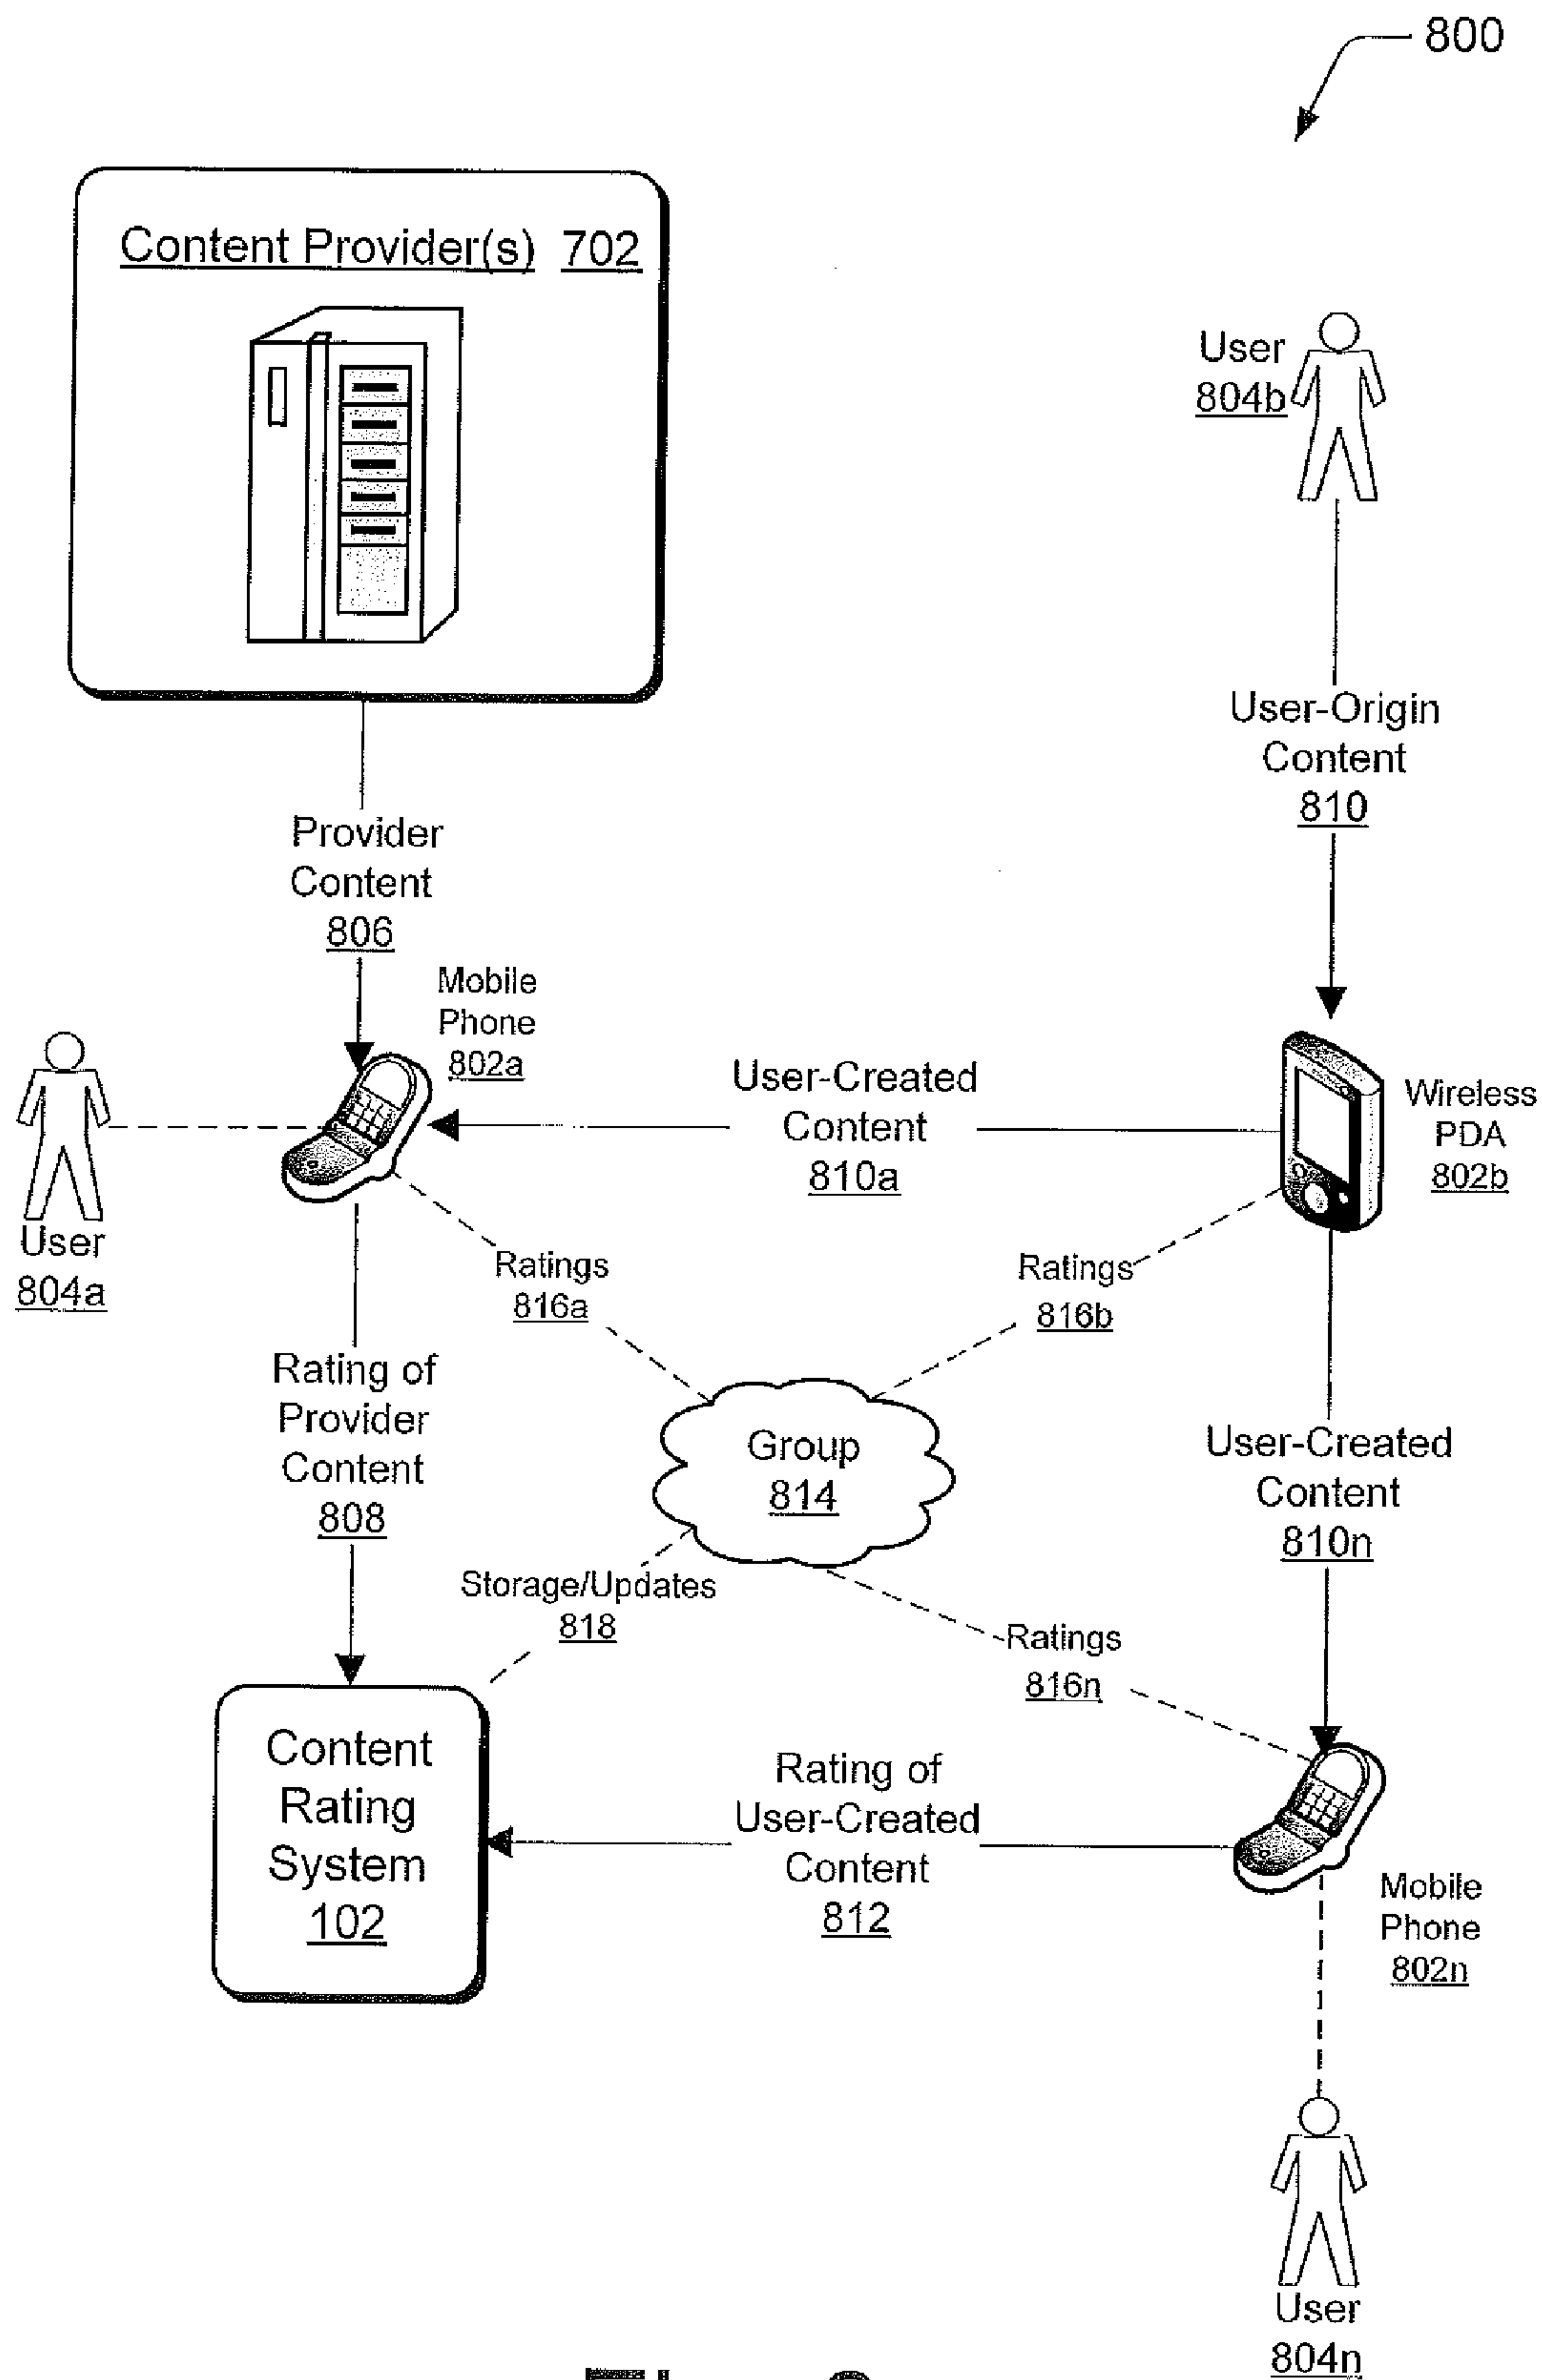 800
Content Provider(s) 702
User
804b
User-Origin
Content
810
Provider
Content
806
Mobile
Phone
802a
User
804a
User-Created
Content
810a
Wireless
PDA
802b
Ratings
816a
Ratings
816b
Rating of
Provider
Content
808
Group
814
User-Created
Content
810n
Storage/Updates
818
Ratings
816n
Content
Rating
System
102
Rating of
User-Created
Content
812
Mobile
Phone
802n
User
804n